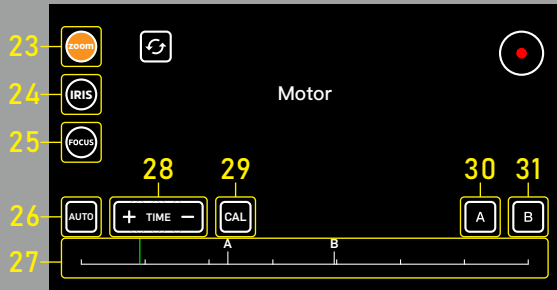 23 zoom
24 IRIS Motor
25 FOCUS
28 29 30 31
26 AUTO + TIME − CAL A B
27 A B